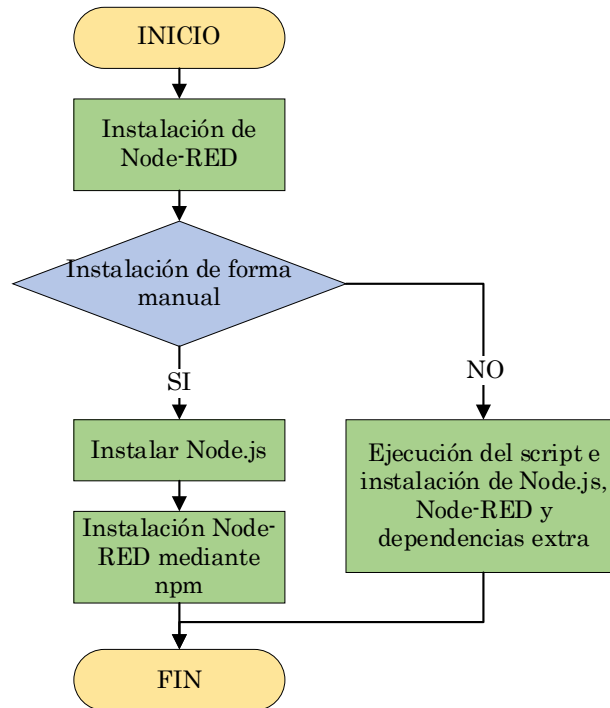 INICIO
Instalación de
Node-RED
Instalación de forma
manual
SI
NO
Instalar Node.js
Instalación Node-
RED mediante
npm
Ejecución del script e
instalación de Node.js,
Node-RED y
dependencias extra
FIN